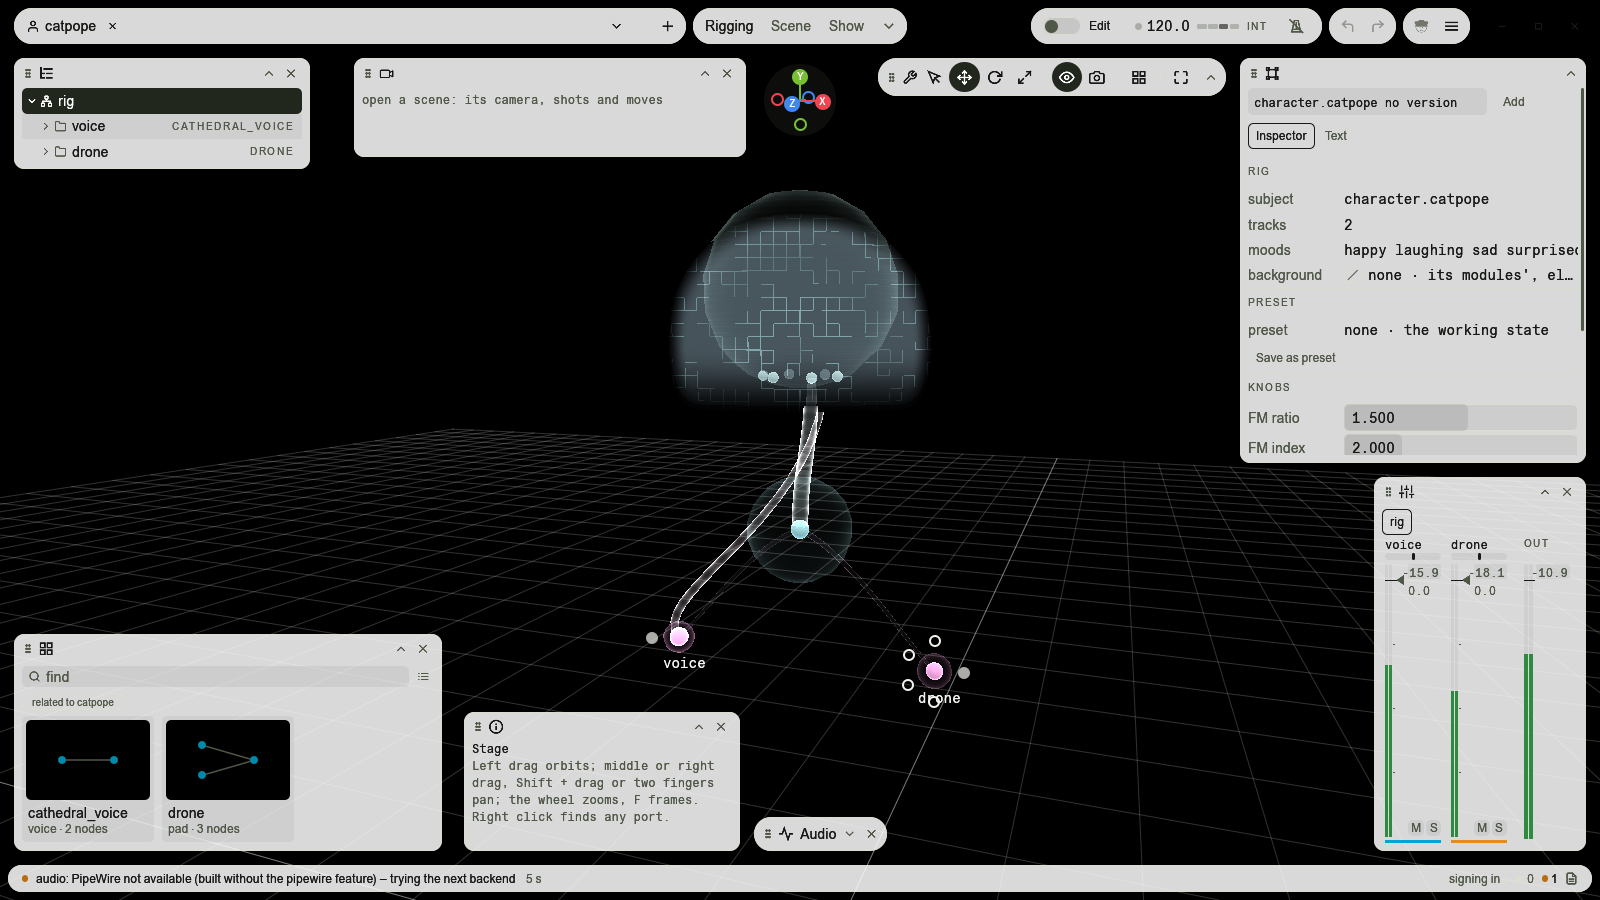 catpope
Rigging Scene Show
Edit 120.0 INT
rig
voice CATHEDRAL_VOICE
drone DRONE
open a scene: its camera, shots and moves
Y
Z X
character.catpope no version Add
Inspector Text
RIG
subject character.catpope
tracks 2
moods happy laughing sad surprised
background none · its modules', el…
PRESET
preset none · the working state
Save as preset
KNOBS
FM ratio 1.500
FM index 2.000
rig
voice drone OUT
-15.9 -18.1 -10.9
0.0 0.0
M S M S
voice
drone
find
related to catpope
cathedral_voice
voice · 2 nodes
drone
pad · 3 nodes
Stage
Left drag orbits; middle or right
drag, Shift + drag or two fingers
pan; the wheel zooms, F frames.
Right click finds any port.
Audio
audio: PipeWire not available (built without the pipewire feature) – trying the next backend 5 s
signing in 0 1